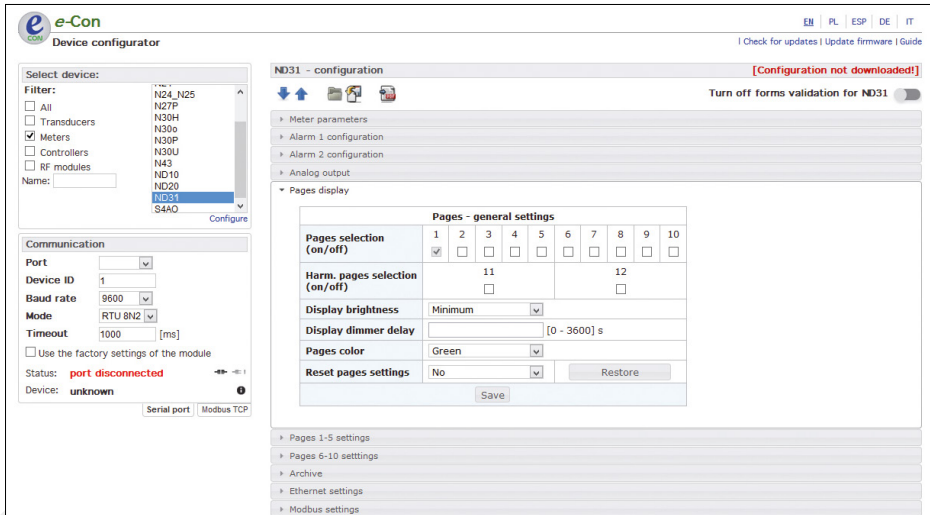 e
CON
e-Con
Device configurator
EN | PL | ESP | DE | IT
| Check for updates | Update firmware | Guide
Select device:
Filter:
All
Transducers
Meters
Controllers
RF modules
Name:
N24_N25
N27P
N30H
N30o
N30P
N30U
N43
ND10
ND20
ND31
S4AO
Configure
Communication
Port
Device ID 1
Baud rate 9600
Mode RTU 8N2
Timeout 1000 [ms]
Use the factory settings of the module
Status: port disconnected
Device: unknown
Serial port Modbus TCP
ND31 - configuration [Configuration not downloaded!]
Turn off forms validation for ND31
Meter parameters
Alarm 1 configuration
Alarm 2 configuration
Analog output
Pages display
Pages - general settings
Pages selection (on/off) 1 2 3 4 5 6 7 8 9 10
Harm. pages selection (on/off) 11 12
Display brightness Minimum
Display dimmer delay [0 - 3600] s
Pages color Green
Reset pages settings No Restore
Save
Pages 1-5 settings
Pages 6-10 setttings
Archive
Ethernet settings
Modbus settings